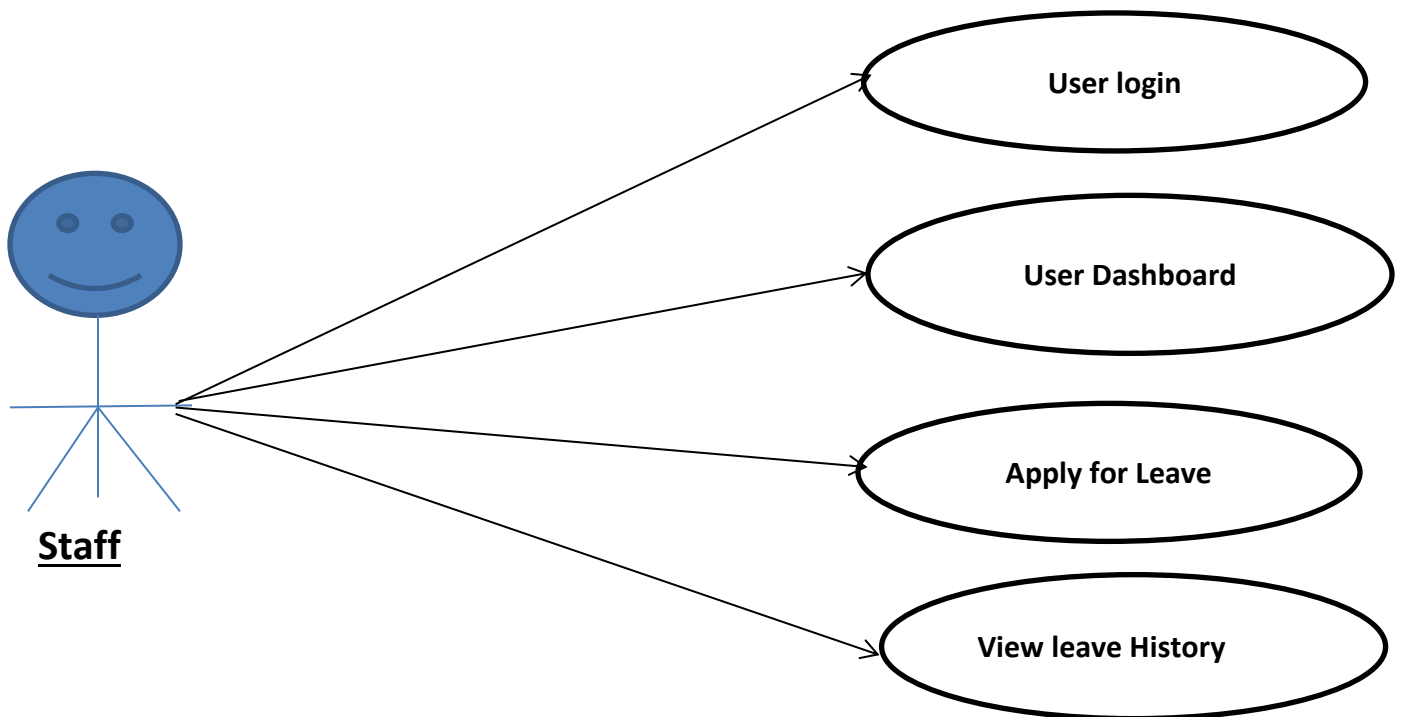 User login
User Dashboard
Apply for Leave
Staff
View leave History